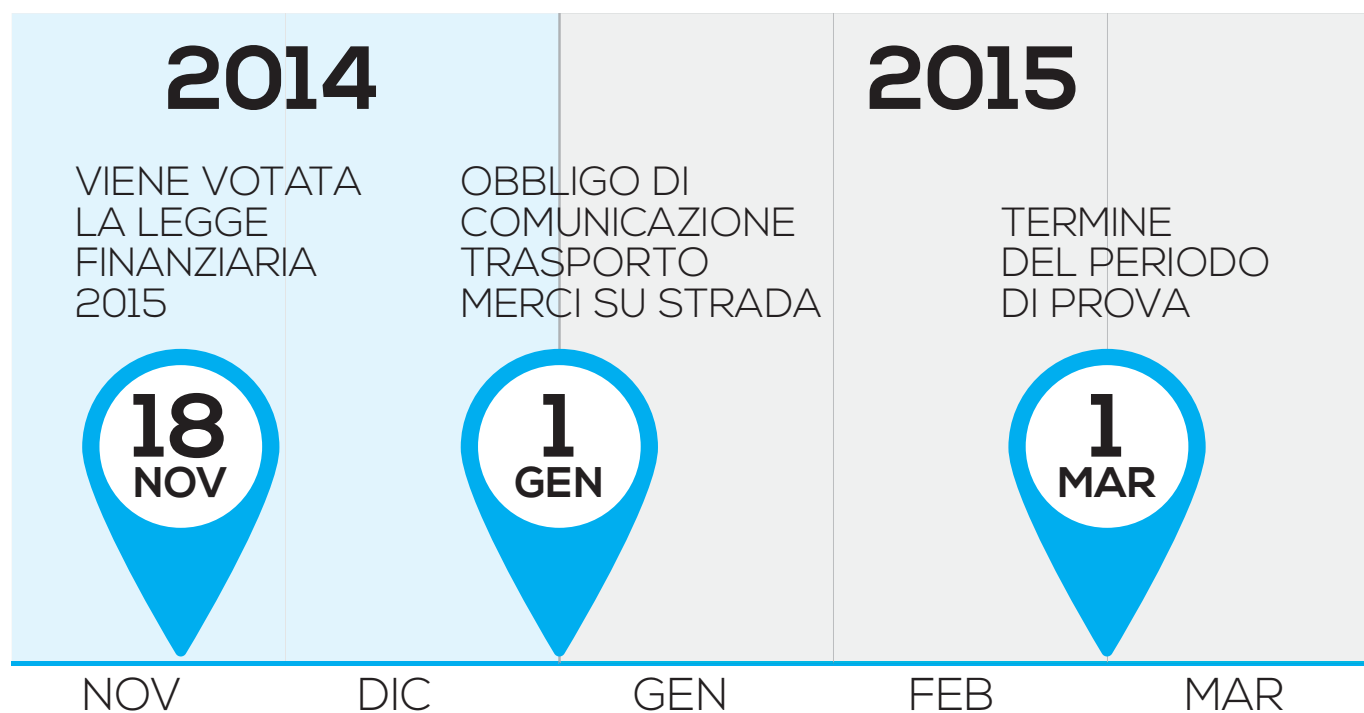 2014
2015
VIENE VOTATA
LA LEGGE
FINANZIARIA
2015
OBBLIGO DI
COMUNICAZIONE
TRASPORTO
MERCI SU STRADA
TERMINE
DEL PERIODO
DI PROVA
18
NOV
1
GEN
1
MAR
NOV
DIC
GEN
FEB
MAR